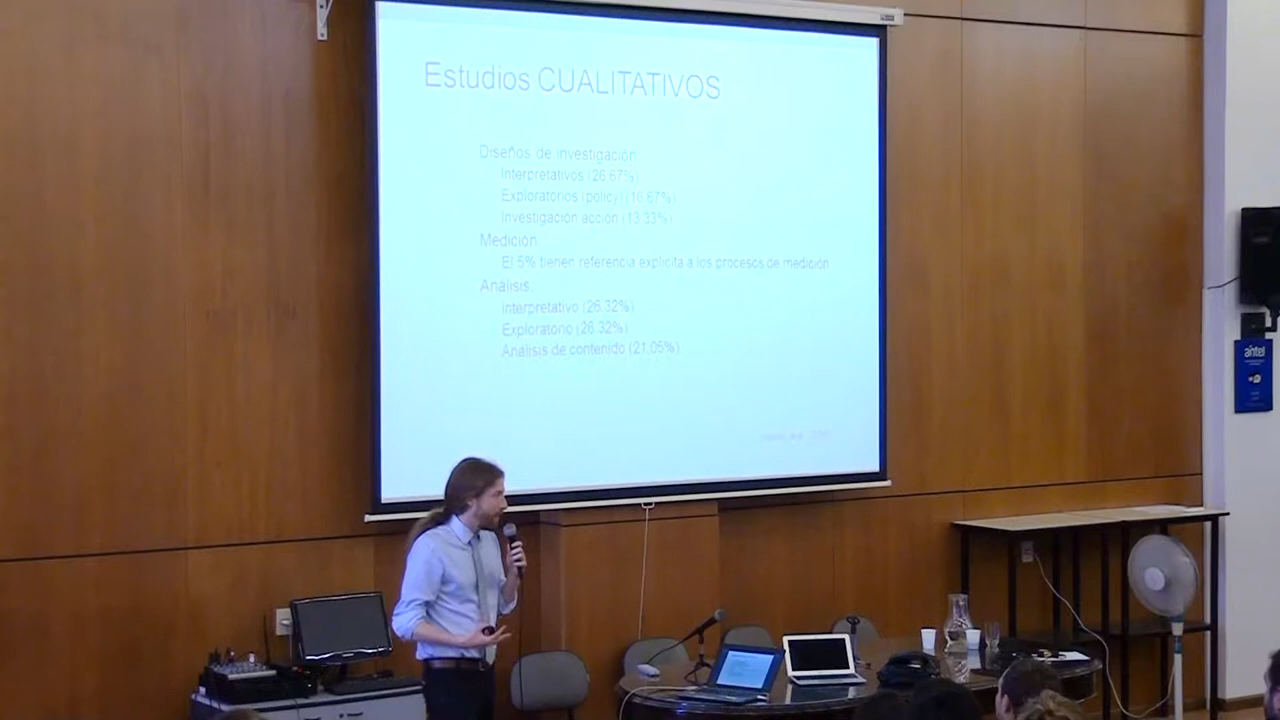 Estudios CUALITATIVOS
Diseños de investigación:
Interpretativos (26.67%)
Exploratorios (policy) (16.67%)
Investigación acción (13.33%)
Medición:
El 5% tienen referencia explicita a los procesos de medición
Análisis:
Interpretativo (26.32%)
Exploratorio (26.32%)
Análisis de contenido (21.05%)
antel